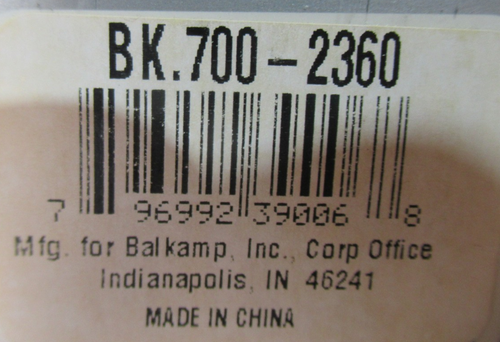 BK.700-2360
7 96992 39006 8
Mfg. for Balkamp, Inc., Corp Office
Indianapolis, IN 46241
MADE IN CHINA